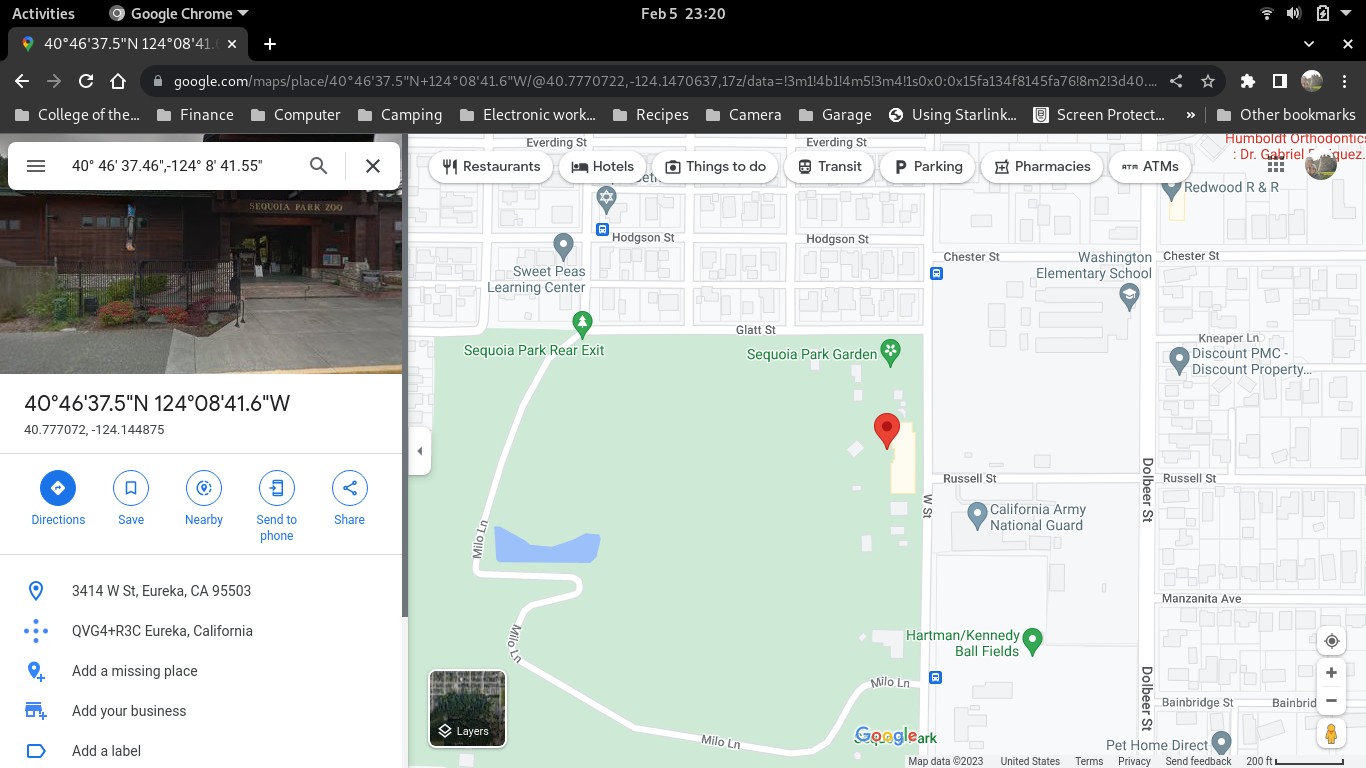 Activities
Google Chrome
Feb 5 23:20
40°46'37.5"N 124°08'41.
google.com/maps/place/40°46'37.5"N+124°08'41.6"W/@40.7770722,-124.1470637,17z/data=!3m1!4b1!4m5!3m4!1s0x0:0x15fa134f8145fa76!8m2!3d40....
College of the...
Finance
Computer
Camping
Electronic work...
Recipes
Camera
Garage
Using Starlink...
Screen Protect...
»
Other bookmarks
40° 46' 37.46",-124° 8' 41.55"
SEQUOIA PARK ZOO
40°46'37.5"N 124°08'41.6"W
40.777072, -124.144875
Directions
Save
Nearby
Send to
phone
Share
3414 W St, Eureka, CA 95503
QVG4+R3C Eureka, California
Add a missing place
Add your business
Add a label
Restaurants
Hotels
Things to do
Transit
Parking
Pharmacies
ATM
ATMs
Everding St
Everding St
Humboldt Orthodontics
: Dr. Gabriel
Redwood R & R
Hodgson St
Hodgson St
Chester St
Chester St
Washington
Elementary School
Sweet Peas
Learning Center
Glatt St
Sequoia Park Rear Exit
Sequoia Park Garden
Kneaper Ln
Discount PMC -
Discount Property...
Russell St
Russell St
Dolbeer St
W St
California Army
National Guard
Milo Ln
Manzanita Ave
Milo Ln
Hartman/Kennedy
Ball Fields
Milo Ln
Dolbeer St
Bainbridge St
Bainbrid
Layers
Milo Ln
Google
Pet Home Direct
Map data ©2023
United States
Terms
Privacy
Send feedback
200 ft